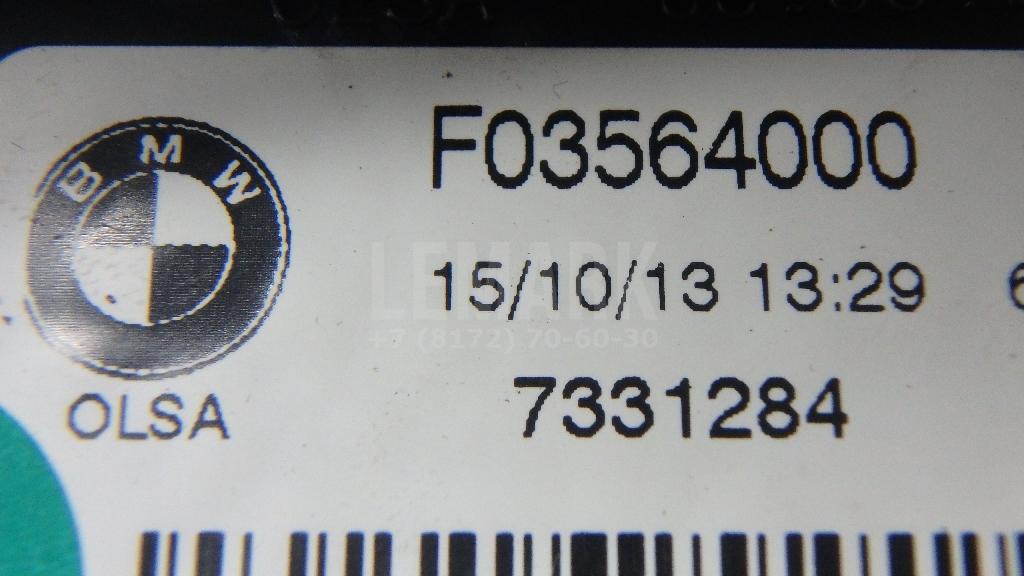 F03564000
BMW
15/10/13 13:29
LEMARK
+7 (8172) 70-60-30
OLSA
7331284